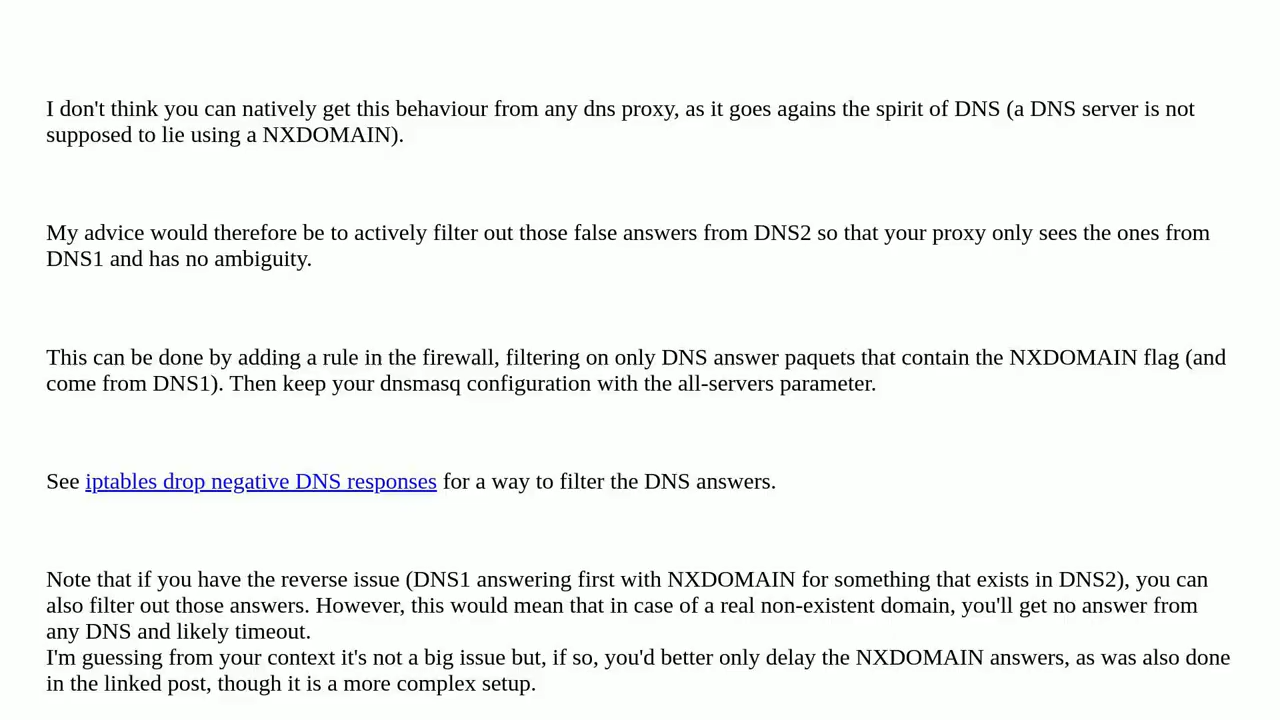 I don't think you can natively get this behaviour from any dns proxy, as it goes agains the spirit of DNS (a DNS server is not
supposed to lie using a NXDOMAIN).
My advice would therefore be to actively filter out those false answers from DNS2 so that your proxy only sees the ones from
DNS1 and has no ambiguity.
This can be done by adding a rule in the firewall, filtering on only DNS answer paquets that contain the NXDOMAIN flag (and
come from DNS1). Then keep your dnsmasq configuration with the all-servers parameter.
See iptables drop negative DNS responses for a way to filter the DNS answers.
Note that if you have the reverse issue (DNS1 answering first with NXDOMAIN for something that exists in DNS2), you can
also filter out those answers. However, this would mean that in case of a real non-existent domain, you'll get no answer from
any DNS and likely timeout.
I'm guessing from your context it's not a big issue but, if so, you'd better only delay the NXDOMAIN answers, as was also done
in the linked post, though it is a more complex setup.